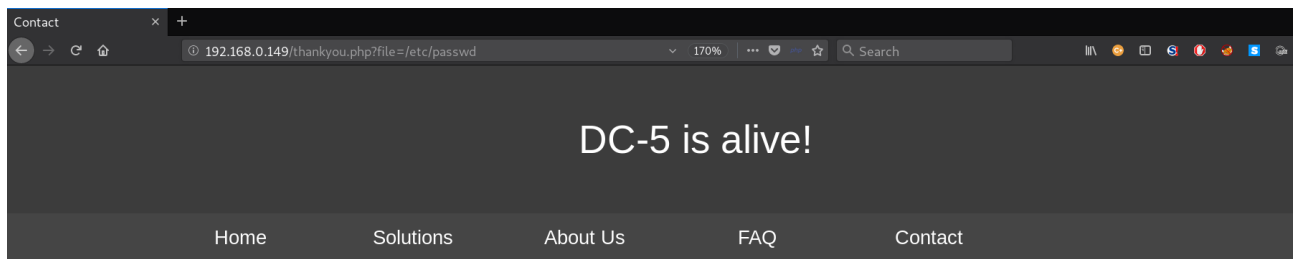 Contact
192.168.0.149/thankyou.php?file=/etc/passwd 170% Search
DC-5 is alive!
Home Solutions About Us FAQ Contact